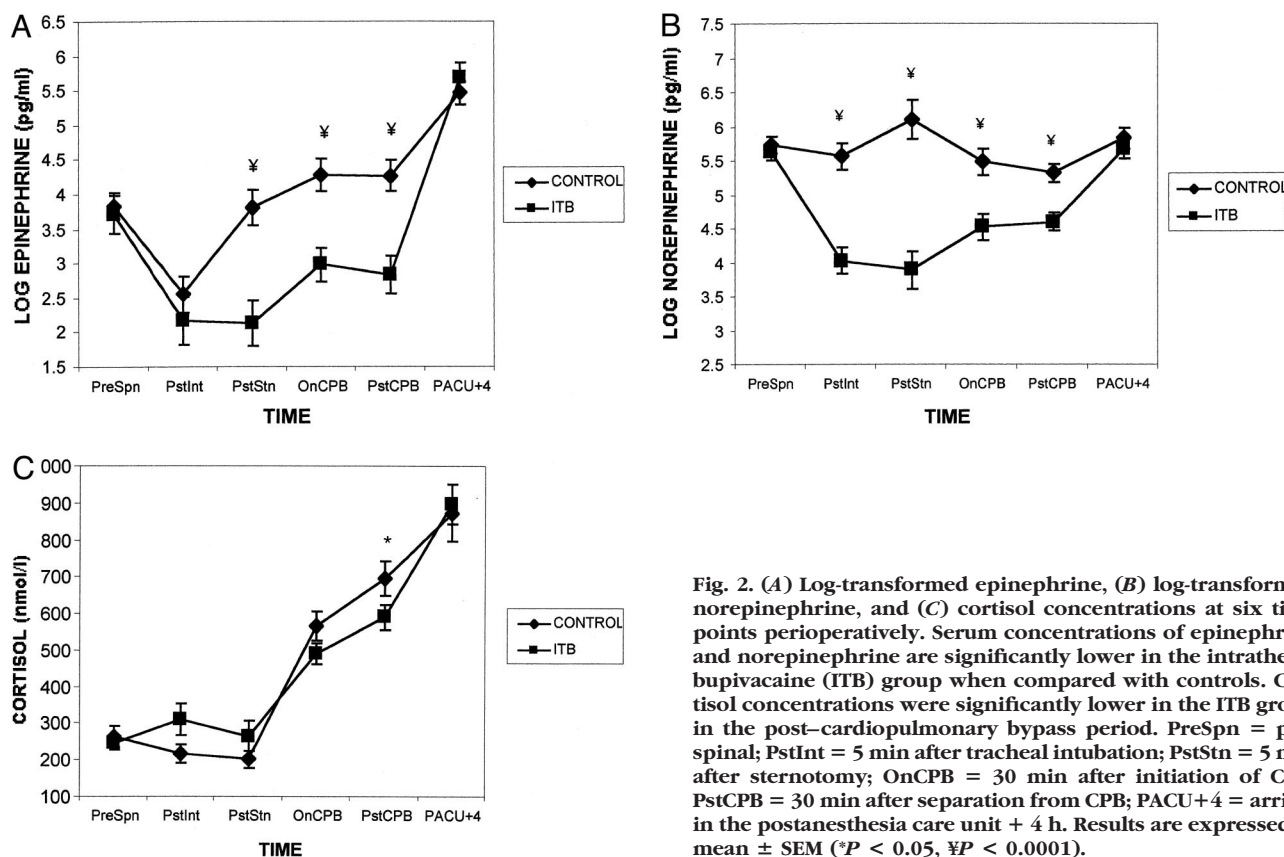 A
6.5
6
5.5
5
4.5
4
3.5
3
2.5
2
1.5
LOG EPINEPHRINE (pg/ml)
¥ ¥ ¥
PreSpn PstInt PstStn OnCPB PstCPB PACU+4
TIME
CONTROL
ITB
B
7.5
7
6.5
6
5.5
5
4.5
4
3.5
3
2.5
LOG NOREPINEPHRINE (pg/ml)
¥ ¥ ¥ ¥
PreSpn PstInt PstStn OnCPB PstCPB PACU+4
TIME
CONTROL
ITB
C
000
900
800
700
600
500
400
300
200
100
CORTISOL (nmol/l)
*
PreSpn PstInt PstStn OnCPB PstCPB PACU+4
TIME
CONTROL
ITB
Fig. 2. (A) Log-transformed epinephrine, (B) log-transform
norepinephrine, and (C) cortisol concentrations at six ti
points perioperatively. Serum concentrations of epinephr
and norepinephrine are significantly lower in the intrathe
bupivacaine (ITB) group when compared with controls. C
tisol concentrations were significantly lower in the ITB gro
in the post–cardiopulmonary bypass period. PreSpn = p
spinal; PstInt = 5 min after tracheal intubation; PstStn = 5 m
after sternotomy; OnCPB = 30 min after initiation of C
PstCPB = 30 min after separation from CPB; PACU+4 = arri
in the postanesthesia care unit + 4 h. Results are expressed
mean ± SEM (*P < 0.05, ¥P < 0.0001).